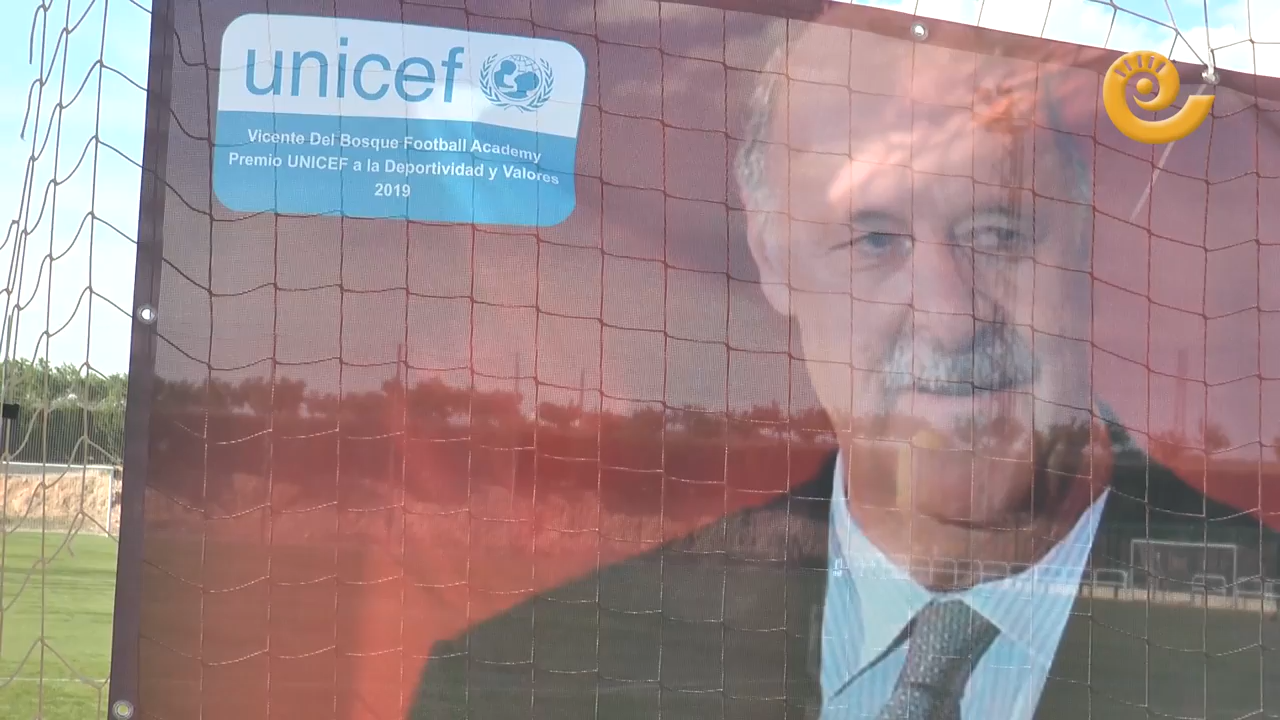 unicef
Vicente Del Bosque Football Academy
Premio UNICEF a la Deportividad y Valores
2019